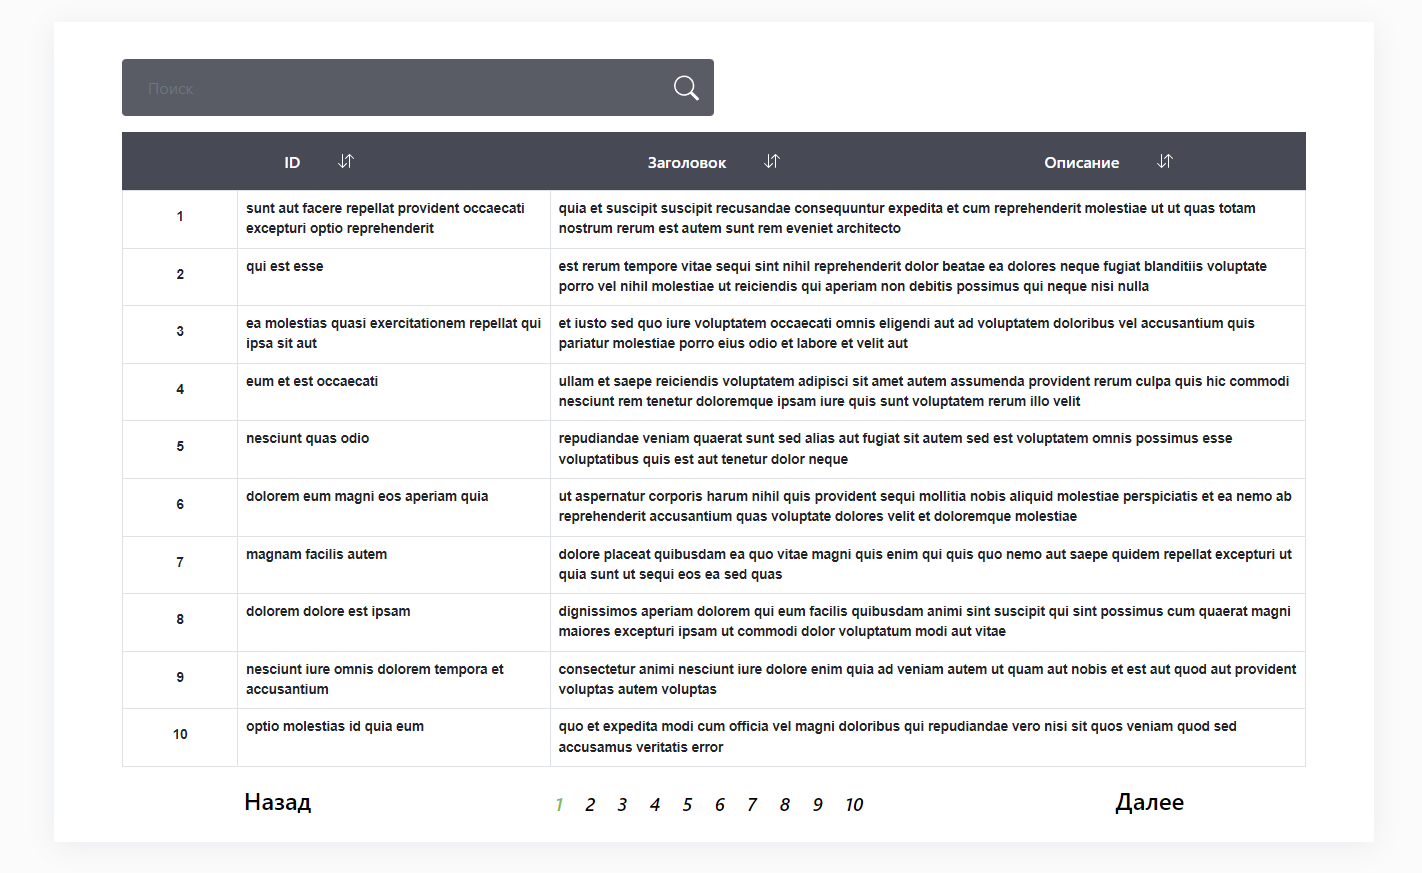 Поиск
ID Заголовок Описание
1 sunt aut facere repellat provident occaecati quia et suscipit suscipit recusandae consequuntur expedita et cum reprehenderit molestiae ut ut quas totam
excepturi optio reprehenderit nostrum rerum est autem sunt rem eveniet architecto
2 qui est esse est rerum tempore vitae sequi sint nihil reprehenderit dolor beatae ea dolores neque fugiat blanditiis voluptate
porro vel nihil molestiae ut reiciendis qui aperiam non debitis possimus qui neque nisi nulla
3 ea molestias quasi exercitationem repellat qui et iusto sed quo iure voluptatem occaecati omnis eligendi aut ad voluptatem doloribus vel accusantium quis
ipsa sit aut pariatur molestiae porro eius odio et labore et velit aut
4 eum et est occaecati ullam et saepe reiciendis voluptatem adipisci sit amet autem assumenda provident rerum culpa quis hic commodi
nesciunt rem tenetur doloremque ipsam iure quis sunt voluptatem rerum illo velit
5 nesciunt quas odio repudiandae veniam quaerat sunt sed alias aut fugiat sit autem sed est voluptatem omnis possimus esse
voluptatibus quis est aut tenetur dolor neque
6 dolorem eum magni eos aperiam quia ut aspernatur corporis harum nihil quis provident sequi mollitia nobis aliquid molestiae perspiciatis et ea nemo ab
reprehenderit accusantium quas voluptate dolores velit et doloremque molestiae
7 magnam facilis autem dolore placeat quibusdam ea quo vitae magni quis enim qui quis quo nemo aut saepe quidem repellat excepturi ut
quia sunt ut sequi eos ea sed quas
8 dolorem dolore est ipsam dignissimos aperiam dolorem qui eum facilis quibusdam animi sint suscipit qui sint possimus cum quaerat magni
maiores excepturi ipsam ut commodi dolor voluptatum modi aut vitae
9 nesciunt iure omnis dolorem tempora et consectetur animi nesciunt iure dolore enim quia ad veniam autem ut quam aut nobis et est aut quod aut provident
accusantium voluptas autem voluptas
10 optio molestias id quia eum quo et expedita modi cum officia vel magni doloribus qui repudiandae vero nisi sit quos veniam quod sed
accusamus veritatis error
Назад 1 2 3 4 5 6 7 8 9 10 Далее